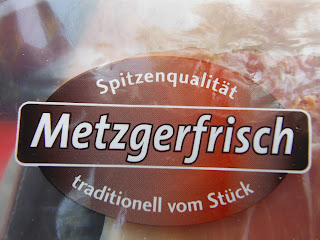 Spitzenqualität
Metzgerfrisch
traditionell vom Stück